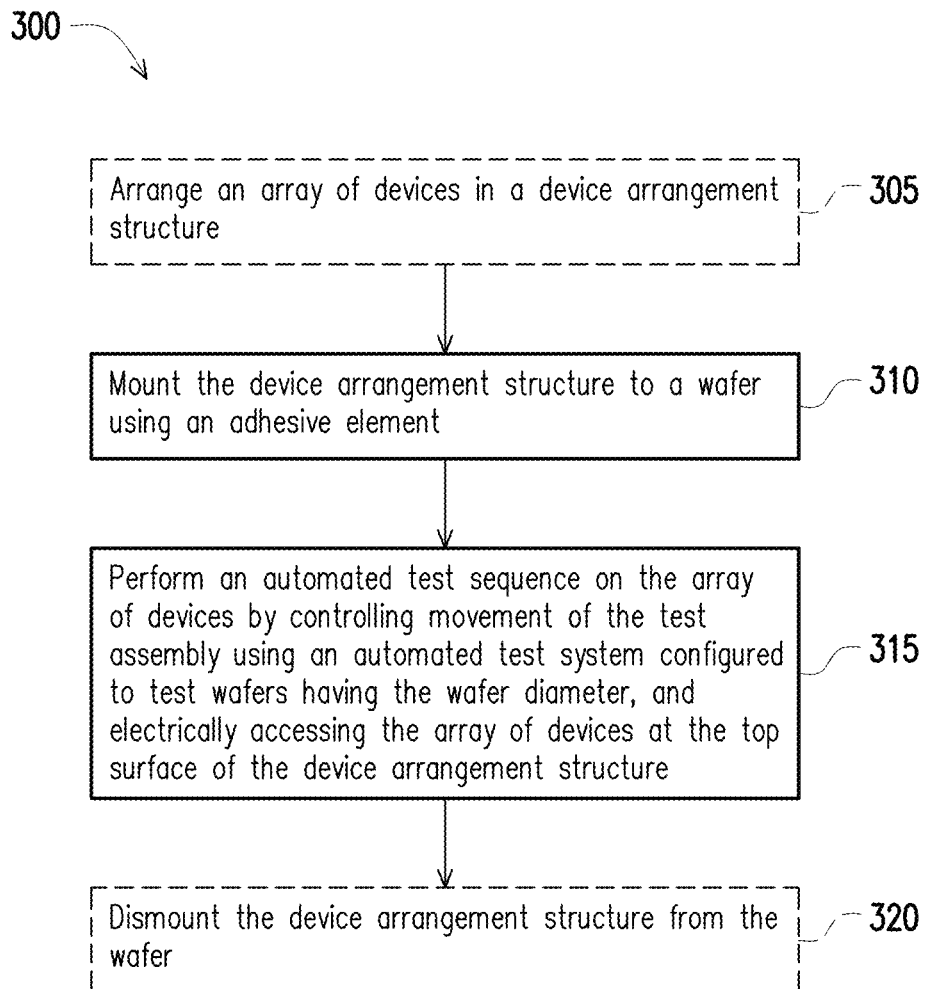 300
Arrange an array of devices in a device arrangement
structure
305
Mount the device arrangement structure to a wafer
using an adhesive element
310
Perform an automated test sequence on the array
of devices by controlling movement of the test
assembly using an automated test system configured
to test wafers having the wafer diameter, and
electrically accessing the array of devices at the top
surface of the device arrangement structure
315
Dismount the device arrangement structure from the
wafer
320